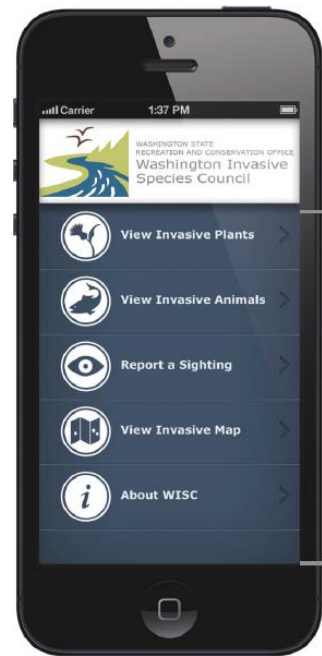 Carrier 1:37 PM
WASHINGTON STATE
RECREATION AND CONSERVATION OFFICE
Washington Invasive
Species Council
View Invasive Plants
View Invasive Animals
Report a Sighting
View Invasive Map
i About WISC